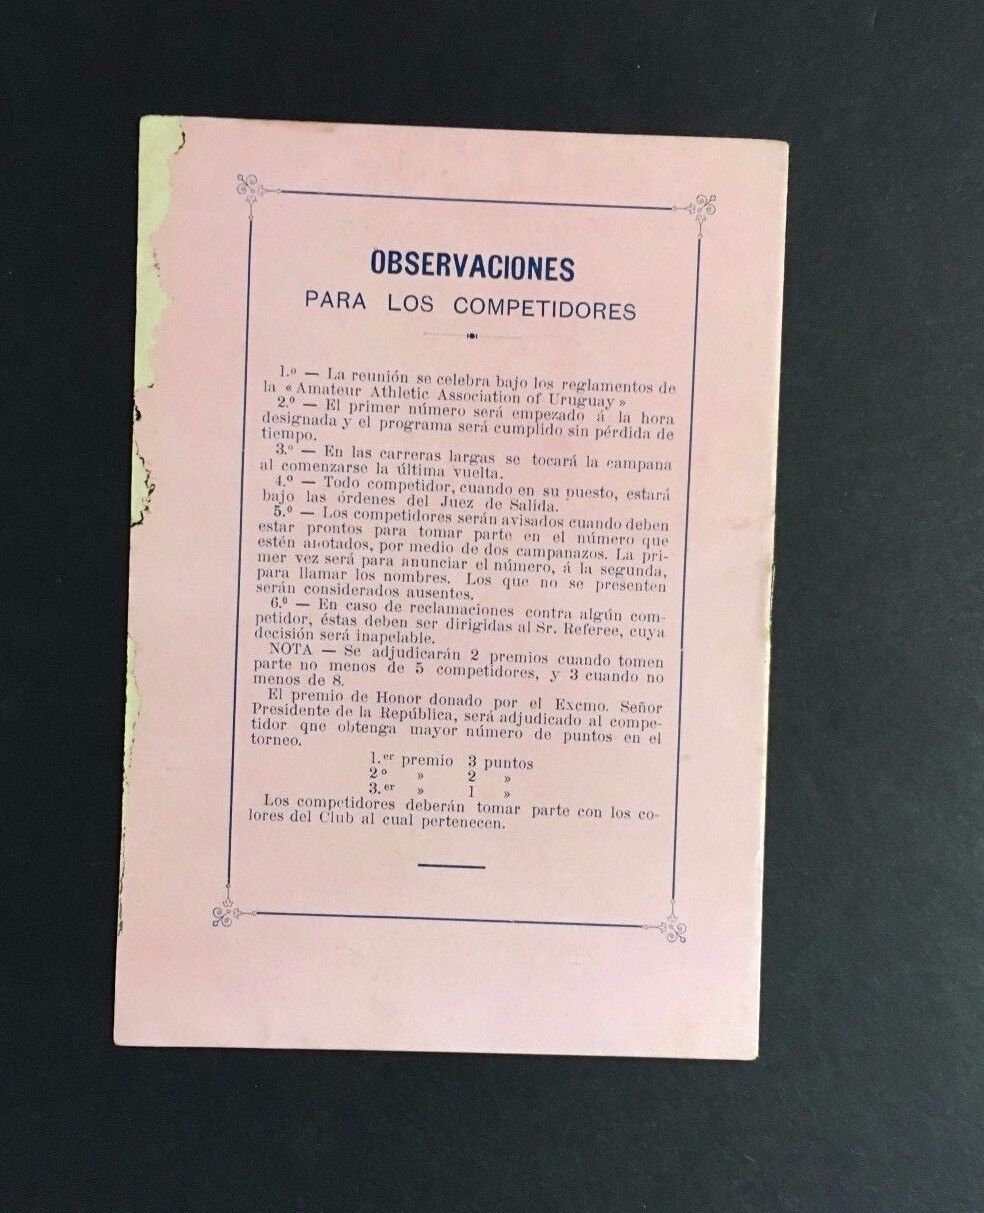 OBSERVACIONES
PARA LOS COMPETIDORES
1.º — La reunión se celebra bajo los reglamentos de
la «Amateur Athletic Association of Uruguay»
2.º — El primer número será empezado á la hora
designada y el programa será cumplido sin pérdida de
tiempo.
3.º — En las carreras largas se tocará la campana
al comenzarse la última vuelta.
4.º — Todo competidor, cuando en su puesto, estará
bajo las órdenes del Juez de Salida.
5.º — Los competidores serán avisados cuando deben
estar prontos para tomar parte en el número que
estén anotados, por medio de dos campanazos. La pri-
mer vez será para anunciar el número, á la segunda,
para llamar los nombres. Los que no se presenten
serán considerados ausentes.
6.º — En caso de reclamaciones contra algún com-
petidor, éstas deben ser dirigidas al Sr. Referee, cuya
decisión será inapelable.
NOTA — Se adjudicarán 2 premios cuando tomen
parte no menos de 5 competidores, y 3 cuando no
menos de 8.
El premio de Honor donado por el Excmo. Señor
Presidente de la República, será adjudicado al compe-
tidor qne obtenga mayor número de puntos en el
torneo.
1.er premio 3 puntos
2º » 2 »
3.er » 1 »
Los competidores deberán tomar parte con los co-
lores del Club al cual pertenecen.